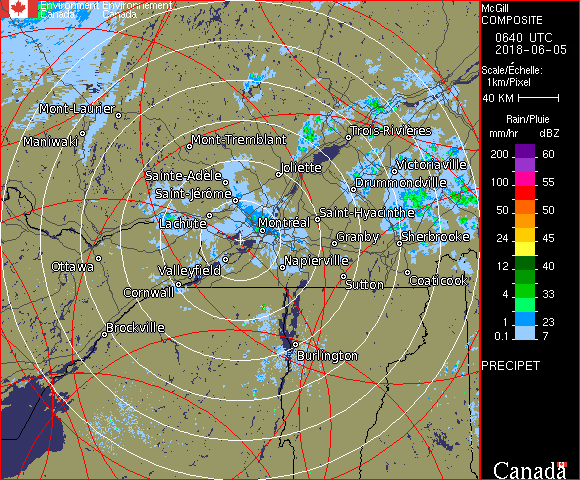 Environment Environnement
Canada Canada
McGill
COMPOSITE
0640 UTC
2018-06-05
Scale/Échelle:
1km/Pixel
40 KM
Rain/Pluie
mm/hr dBZ
200 60
150 57
100 55
50 50
24 45
12 40
4 33
1 23
0.1 7
PRECIPET
Canada
Mont-Laurier
Maniwaki
Mont-Tremblant
Trois-Rivières
Sainte-Adèle
Joliette
Victoriaville
Saint-Jérôme
Drummondville
Lachute
Saint-Hyacinthe
Montréal
Granby
Sherbrooke
Ottawa
Valleyfield
Napierville
Cornwall
Sutton
Coaticook
Brockville
Burlington